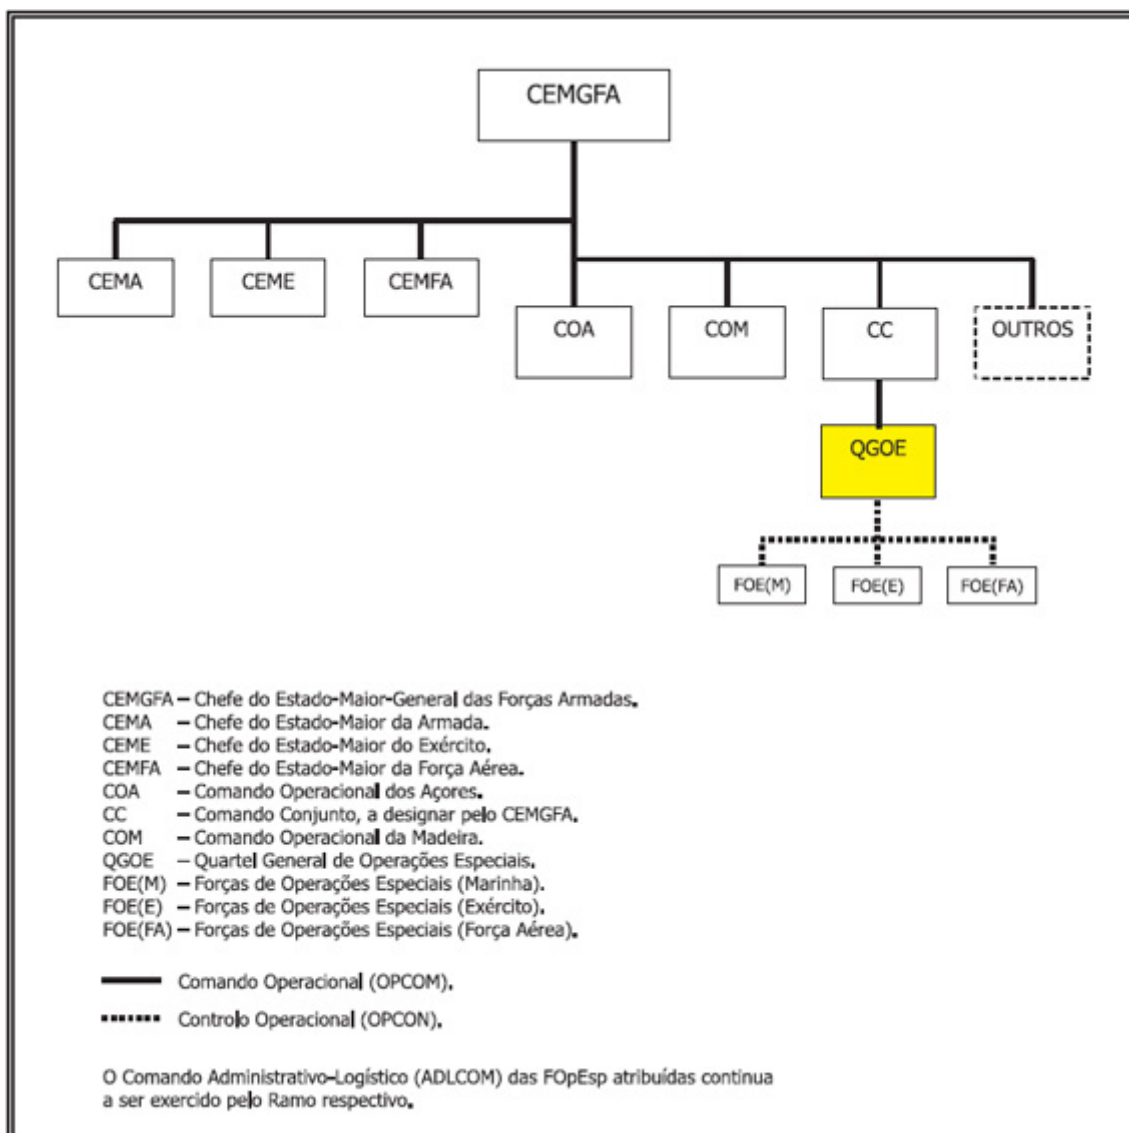 CEMGFA
CEMA CEME CEMFA
COA COM CC OUTROS
QGOE
FOE(M) FOE(E) FOE(FA)
CEMGFA – Chefe do Estado-Maior-General das Forças Armadas.
CEMA – Chefe do Estado-Maior da Armada.
CEME – Chefe do Estado-Maior do Exército.
CEMFA – Chefe do Estado-Maior da Força Aérea.
COA – Comando Operacional dos Açores.
CC – Comando Conjunto, a designar pelo CEMGFA.
COM – Comando Operacional da Madeira.
QGOE – Quartel General de Operações Especiais.
FOE(M) – Forças de Operações Especiais (Marinha).
FOE(E) – Forças de Operações Especiais (Exército).
FOE(FA) – Forças de Operações Especiais (Força Aérea).
Comando Operacional (OPCOM).
Controlo Operacional (OPCON).
O Comando Administrativo-Logístico (ADLCOM) das FOpEsp atribuídas continua
a ser exercido pelo Ramo respectivo.